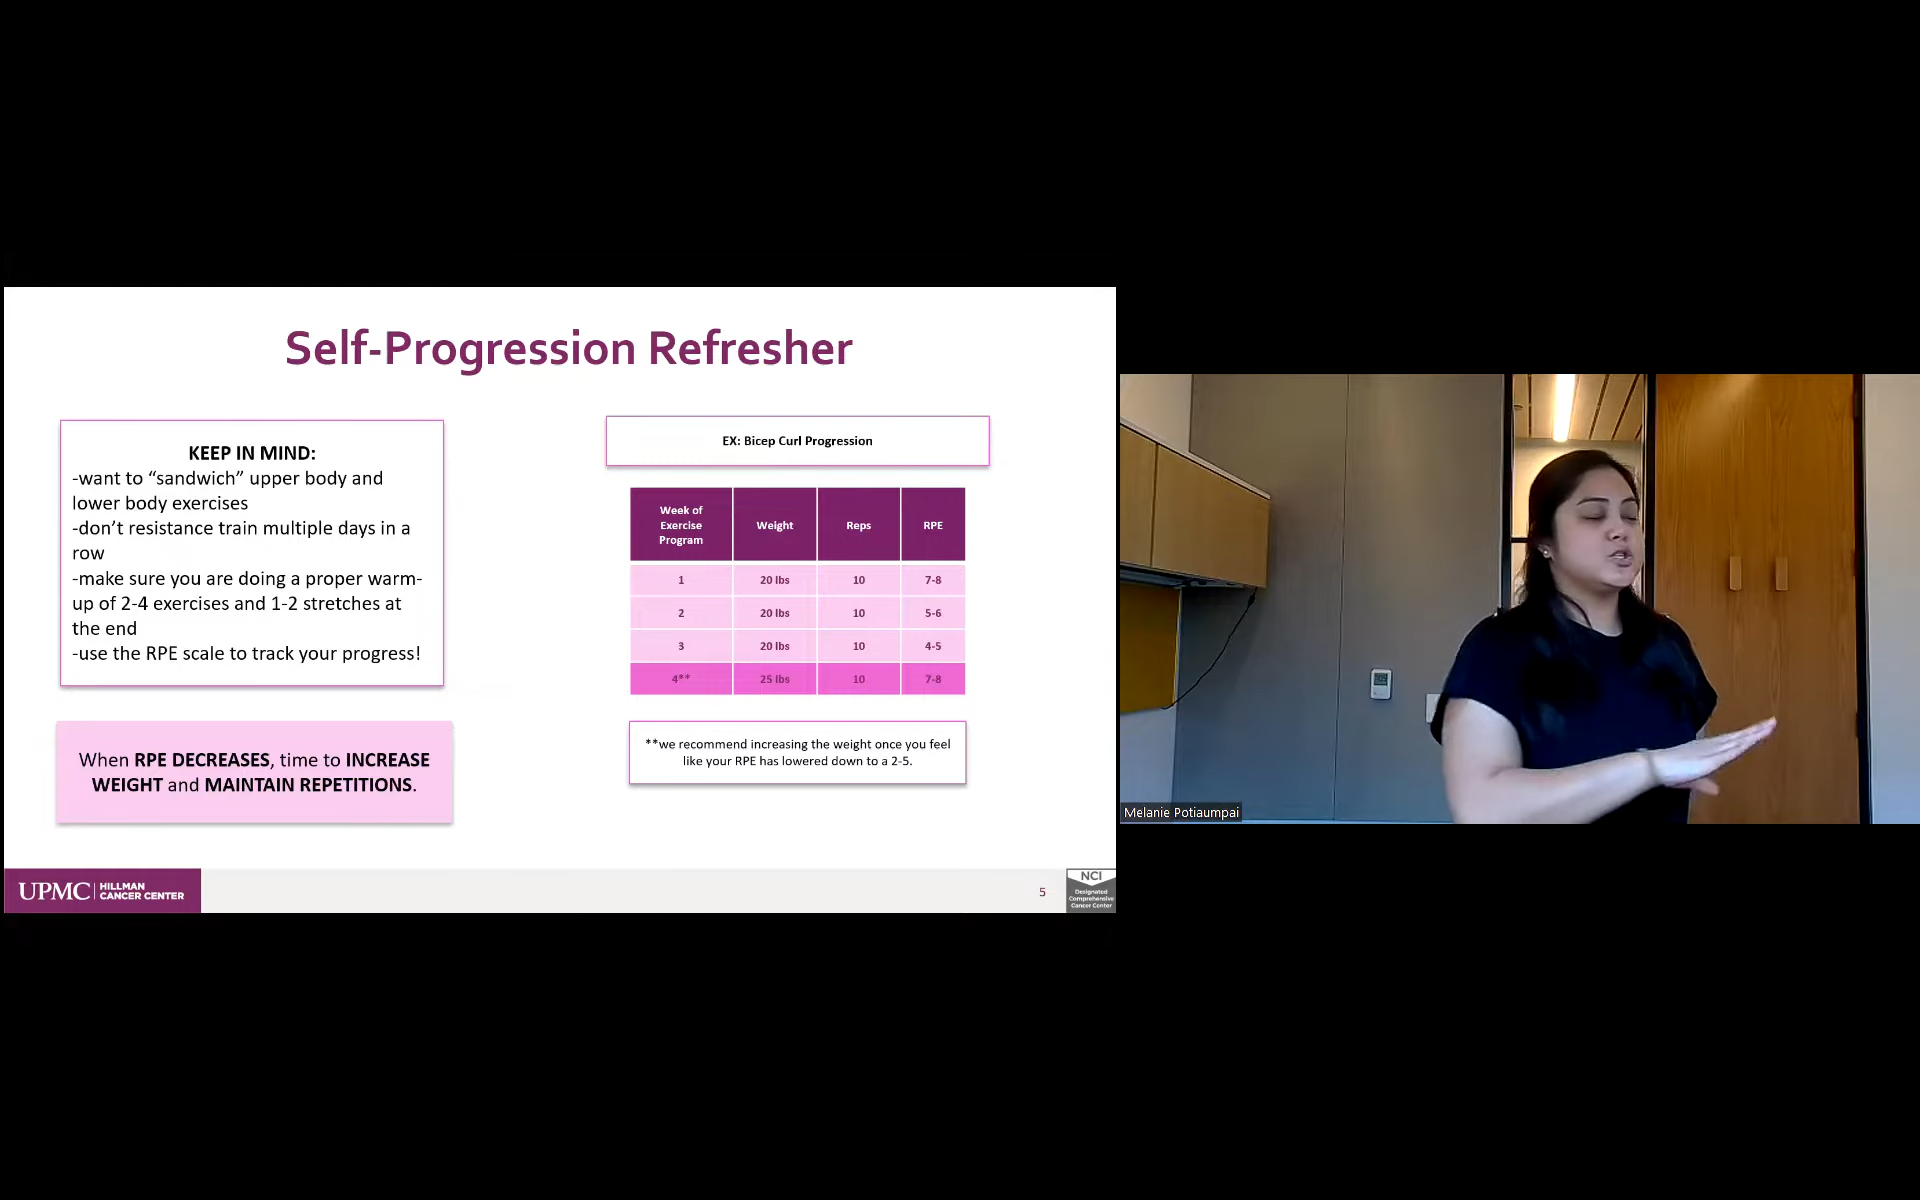 Self-Progression Refresher
KEEP IN MIND:
-want to “sandwich” upper body and
lower body exercises
-don’t resistance train multiple days in a
row
-make sure you are doing a proper warm-
up of 2-4 exercises and 1-2 stretches at
the end
-use the RPE scale to track your progress!
When RPE DECREASES, time to INCREASE
WEIGHT and MAINTAIN REPETITIONS.
EX: Bicep Curl Progression
Week of
Exercise
Program
Weight
Reps
RPE
1 20 lbs 10 7-8
2 20 lbs 10 5-6
3 20 lbs 10 4-5
4** 25 lbs 10 7-8
**we recommend increasing the weight once you feel
like your RPE has lowered down to a 2-5.
UPMC
HILLMAN
CANCER CENTER
5
NCI
Designated
Comprehensive
Cancer Center
Melanie Potiaumpai